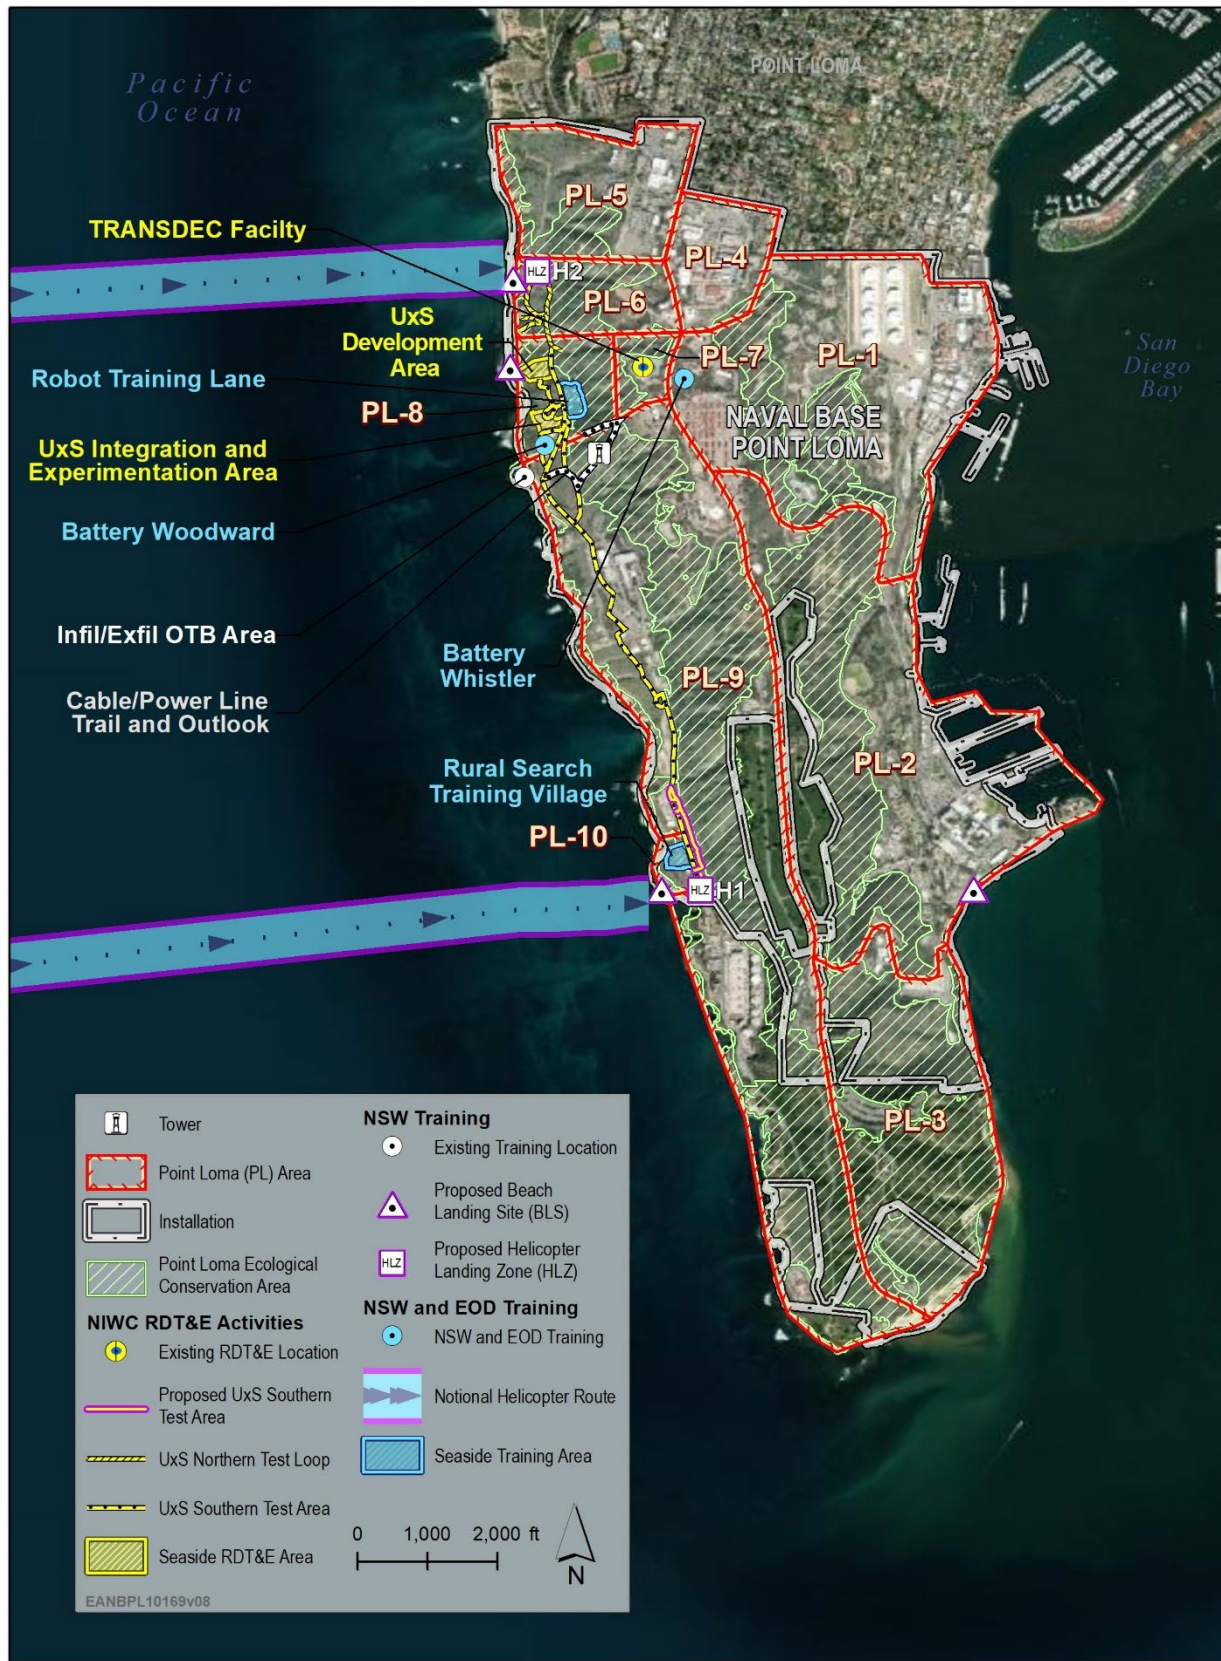 POINT LOMA
Pacific
Ocean
PL-5
TRANSDEC Facilty
PL-4
HLZ
H2
PL-6
UxS
Development
Area
San
Diego
Bay
PL-7
PL-1
Robot Training Lane
PL-8
NAVAL BASE
POINT LOMA
UxS Integration and
Experimentation Area
Battery Woodward
Infil/Exfil OTB Area
Battery
Whistler
PL-9
Cable/Power Line
Trail and Outlook
PL-2
Rural Search
Training Village
PL-10
HLZ
H1
PL-3
Tower
Point Loma (PL) Area
Installation
Point Loma Ecological
Conservation Area
NIWC RDT&E Activities
Existing RDT&E Location
Proposed UxS Southern
Test Area
UxS Northern Test Loop
UxS Southern Test Area
Seaside RDT&E Area
EANBPL10169v08
NSW Training
Existing Training Location
Proposed Beach
Landing Site (BLS)
HLZ
Proposed Helicopter
Landing Zone (HLZ)
NSW and EOD Training
NSW and EOD Training
Notional Helicopter Route
Seaside Training Area
0 1,000 2,000 ft
N